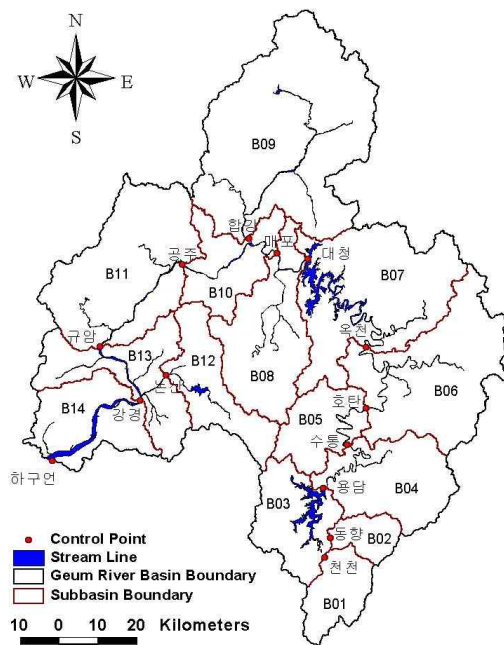 N
W E
S
B09
합강
매포
공주
대청
B11
B10
B07
옥천
규암
B13
B12
논산
B08
B06
B14
강경
B05
호탄
수통
하구언
용담
B03
B04
동향
B02
천천
B01
Control Point
Stream Line
Geum River Basin Boundary
Subbasin Boundary
10 0 10 20 Kilometers